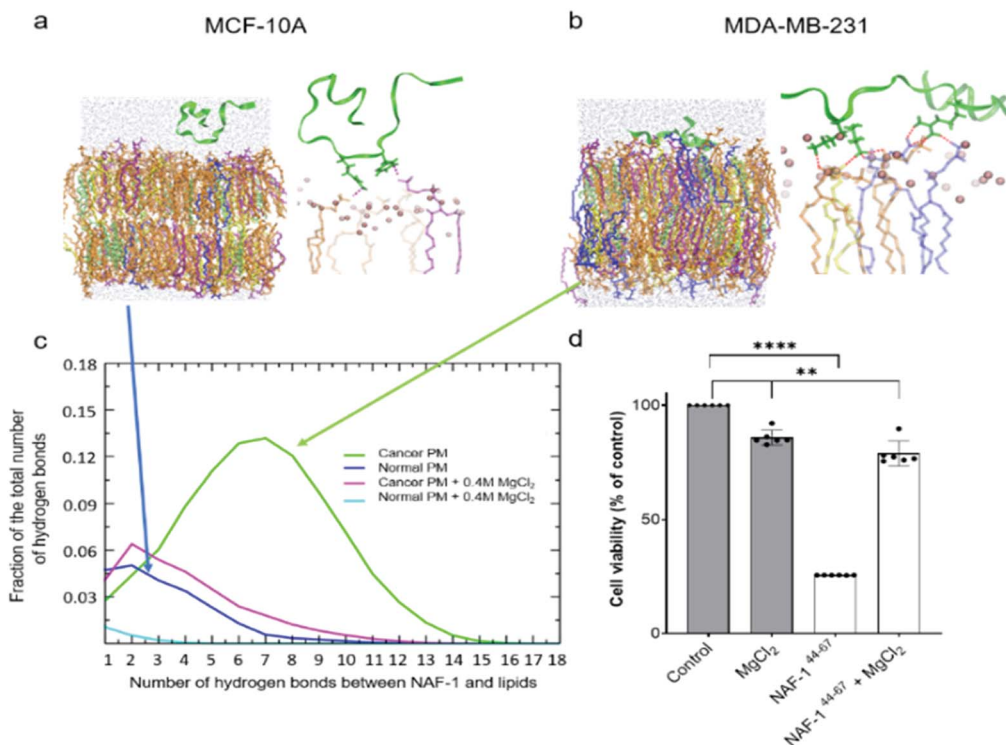 a
MCF-10A
b
MDA-MB-231
c
0.18
0.15
0.12
0.09
0.06
0.03
Fraction of the total number
of hydrogen bonds
Cancer PM
Normal PM
Cancer PM + 0.4M MgCl₂
Normal PM + 0.4M MgCl₂
1 2 3 4 5 6 7 8 9 10 11 12 13 14 15 16 17 18
Number of hydrogen bonds between NAF-1 and lipids
d
****
**
100
50
0
Cell viability (% of control)
Control
MgCl₂
NAF-1 ⁴⁴⁻⁶⁷
NAF-1 ⁴⁴⁻⁶⁷ + MgCl₂